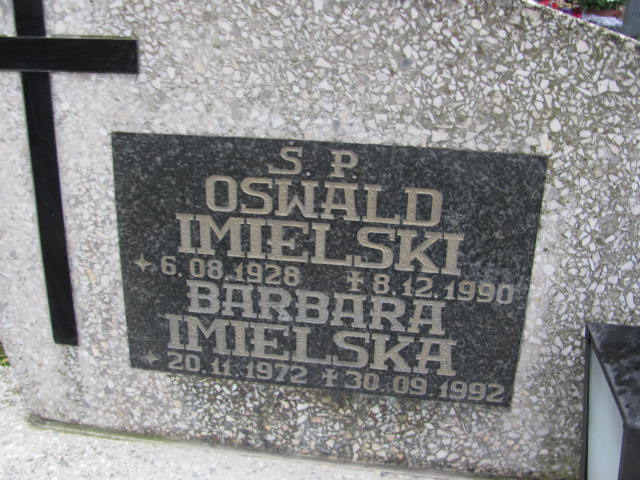 Ś. P.
OSWALD
IMIELSKI
6.08.1928 ✝ 8.12.1990
BARBARA
IMIELSKA
20.11.1972 ✝ 30.09.1992